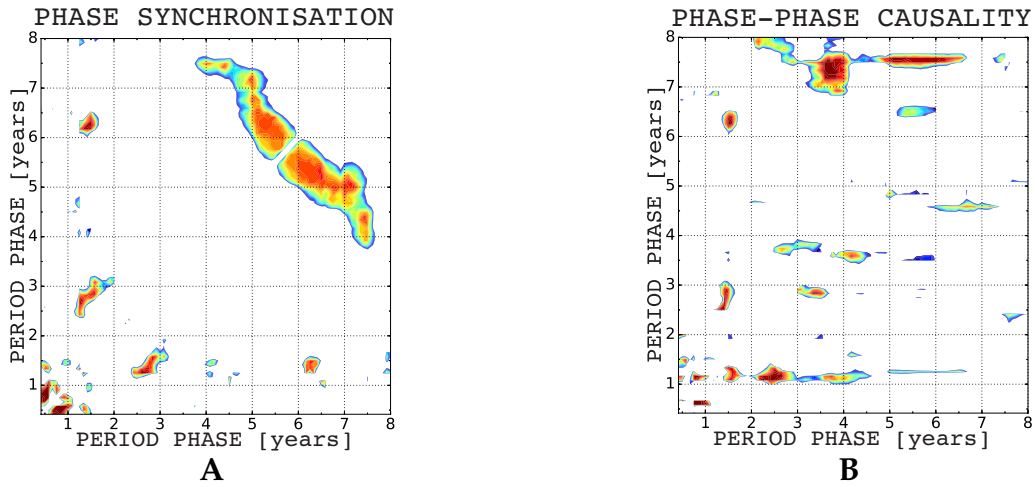 PHASE SYNCHRONISATION
8
7
6
5
4
3
2
1
PERIOD PHASE [years]
1 2 3 4 5 6 7 8
PERIOD PHASE [years]
A
PHASE-PHASE CAUSALITY
8
7
6
5
4
3
2
1
PERIOD PHASE [years]
1 2 3 4 5 6 7 8
PERIOD PHASE [years]
B